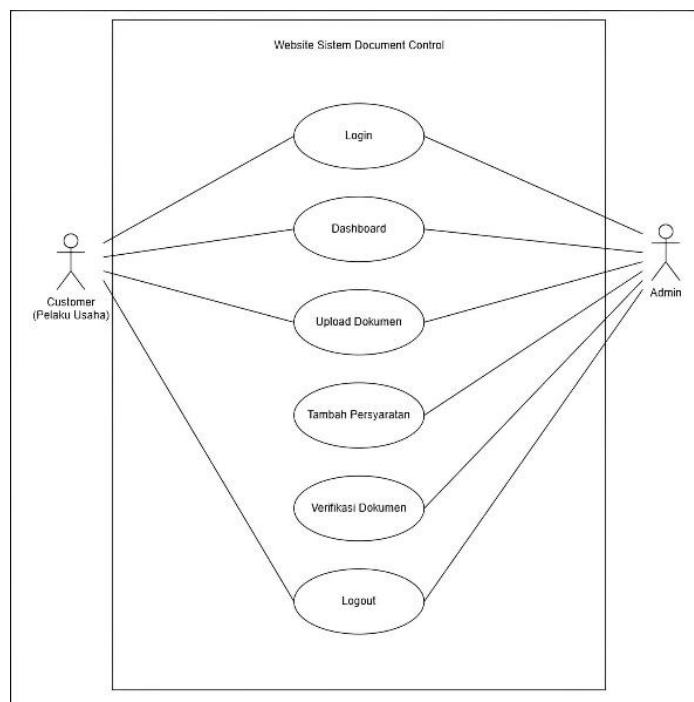 Website Sistem Document Control
Login
Dashboard
Customer
(Pelaku Usaha)
Admin
Upload Dokumen
Tambah Persyaratan
Verifikasi Dokumen
Logout